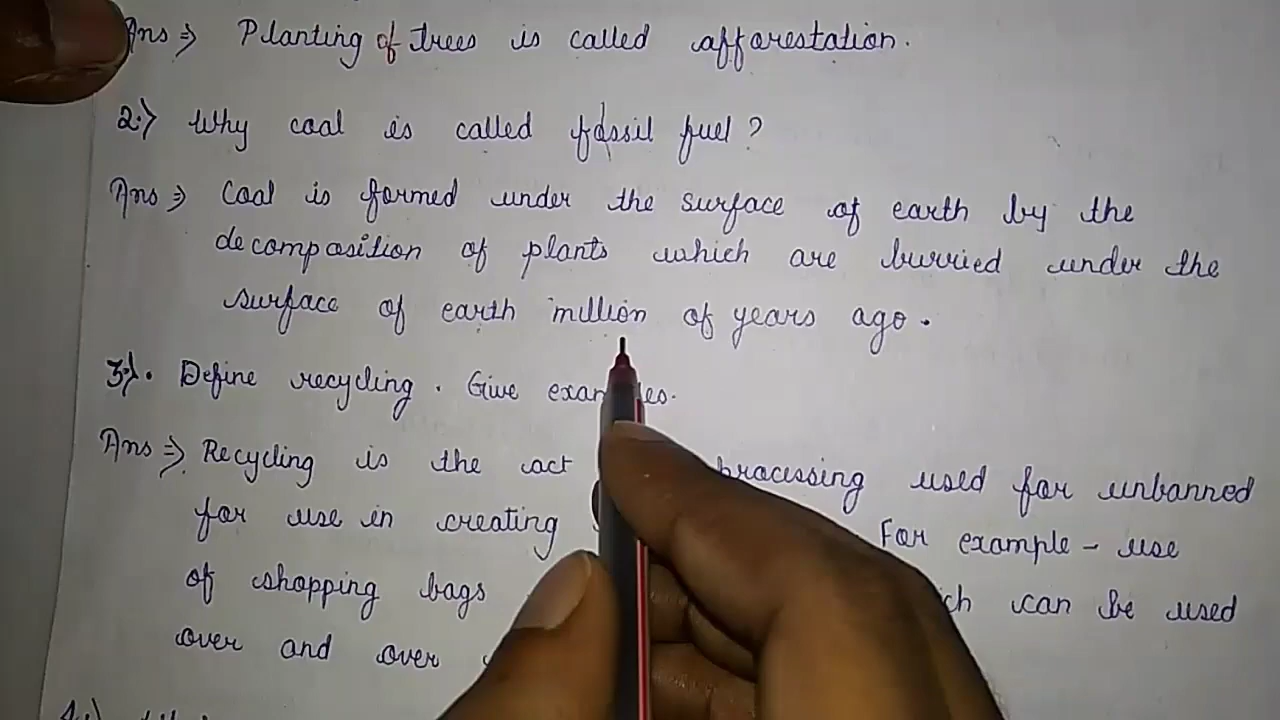 Ans ⇒ Planting of trees is called afforestation.
2.) Why coal is called fossil fuel?
Ans ⇒ Coal is formed under the surface of earth by the
decomposition of plants which are burried under the
surface of earth million of years ago.
3.). Define recycling. Give examples.
Ans ⇒ Recycling is the act processing used for unbanned
for use in creating For example - use
of shopping bags can be used
over and over